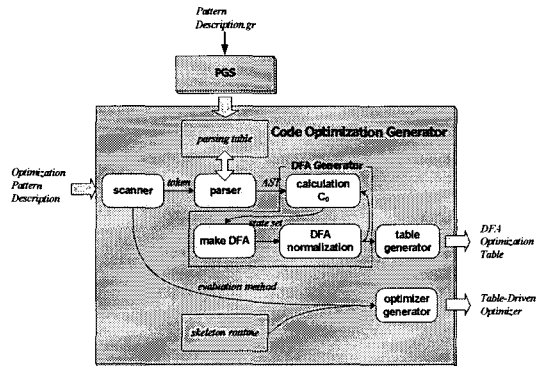 Pattern
Description.gr
PGS
Code Optimization Generator
parsing table
DFA Generator
Optimization
Pattern
Description
scanner
token
parser
AST
calculation
C₀
state set
make DFA
DFA
normalization
table
generator
DFA
Optimization
Table
evaluation method
optimizer
generator
Table-Driven
Optimizer
skeleton routine